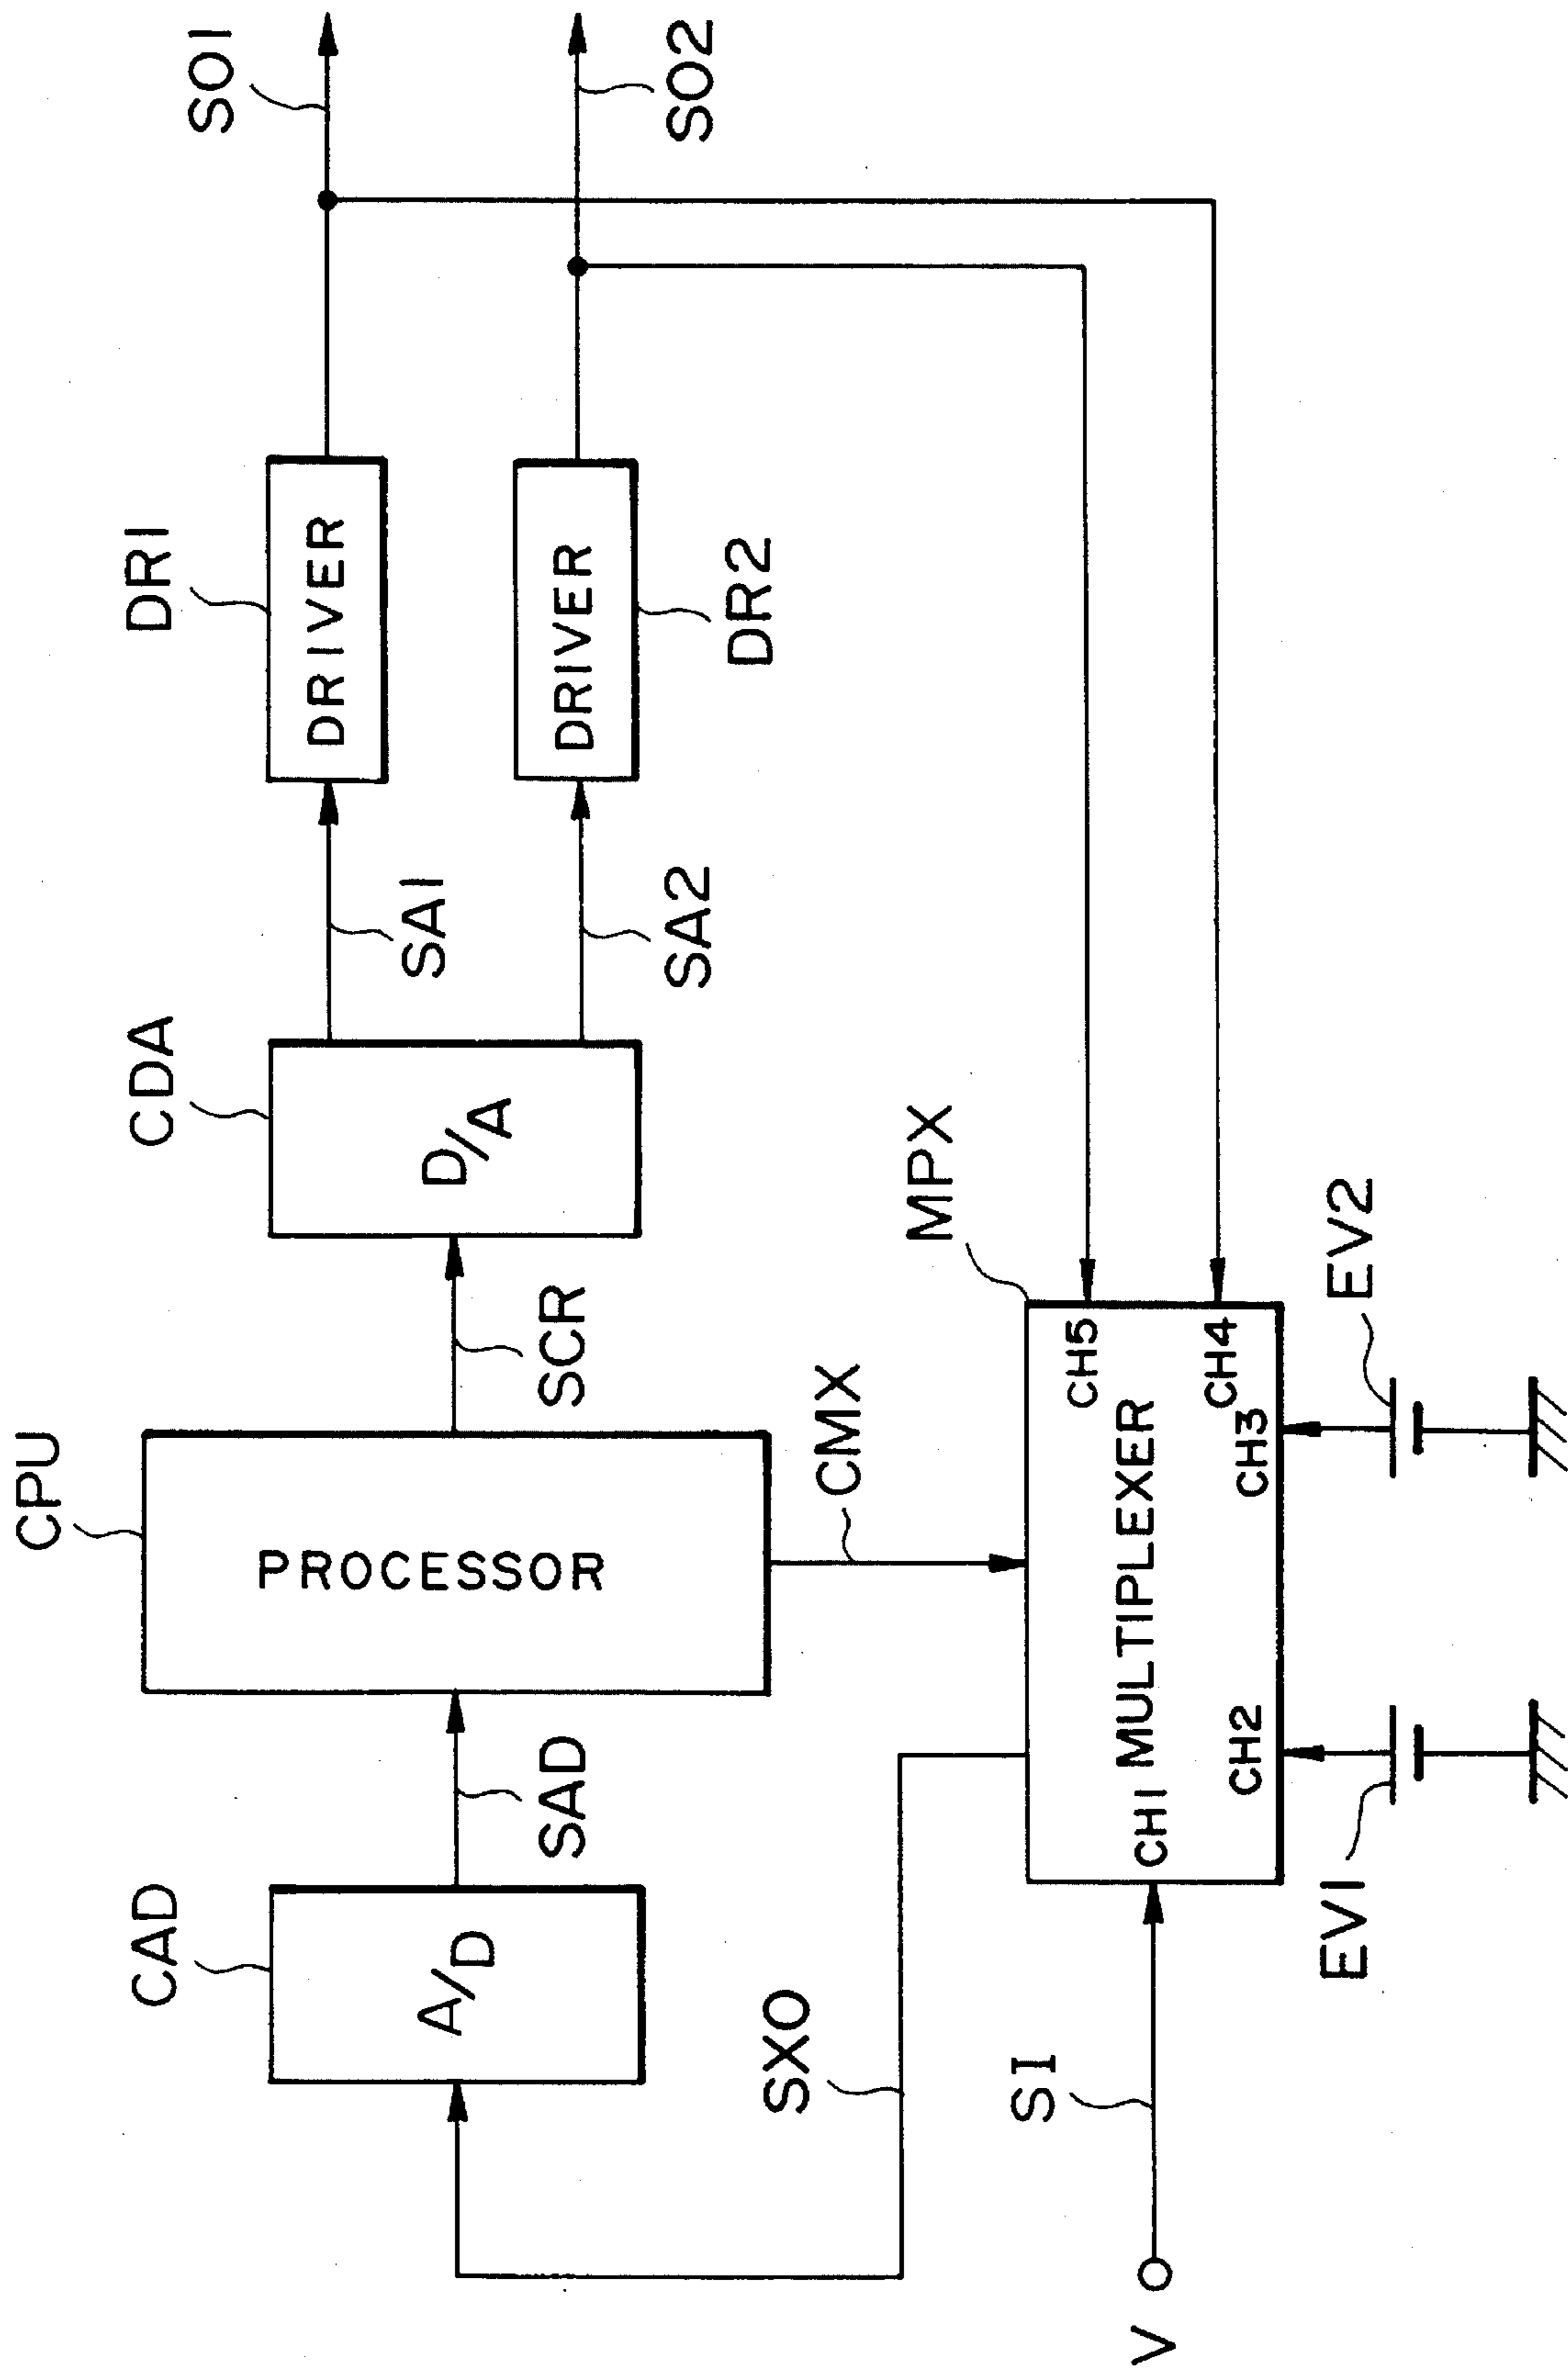 CAD
CPU
CDA
DR1
SO1
A/D
SAD
PROCESSOR
SCR
D/A
SA1
DRIVER
SA2
DRIVER
DR2
SO2
SXO
CMX
MPX
SI
V
CH1
MULTIPLEXER
CH5
CH4
CH2
CH3
EV1
EV2